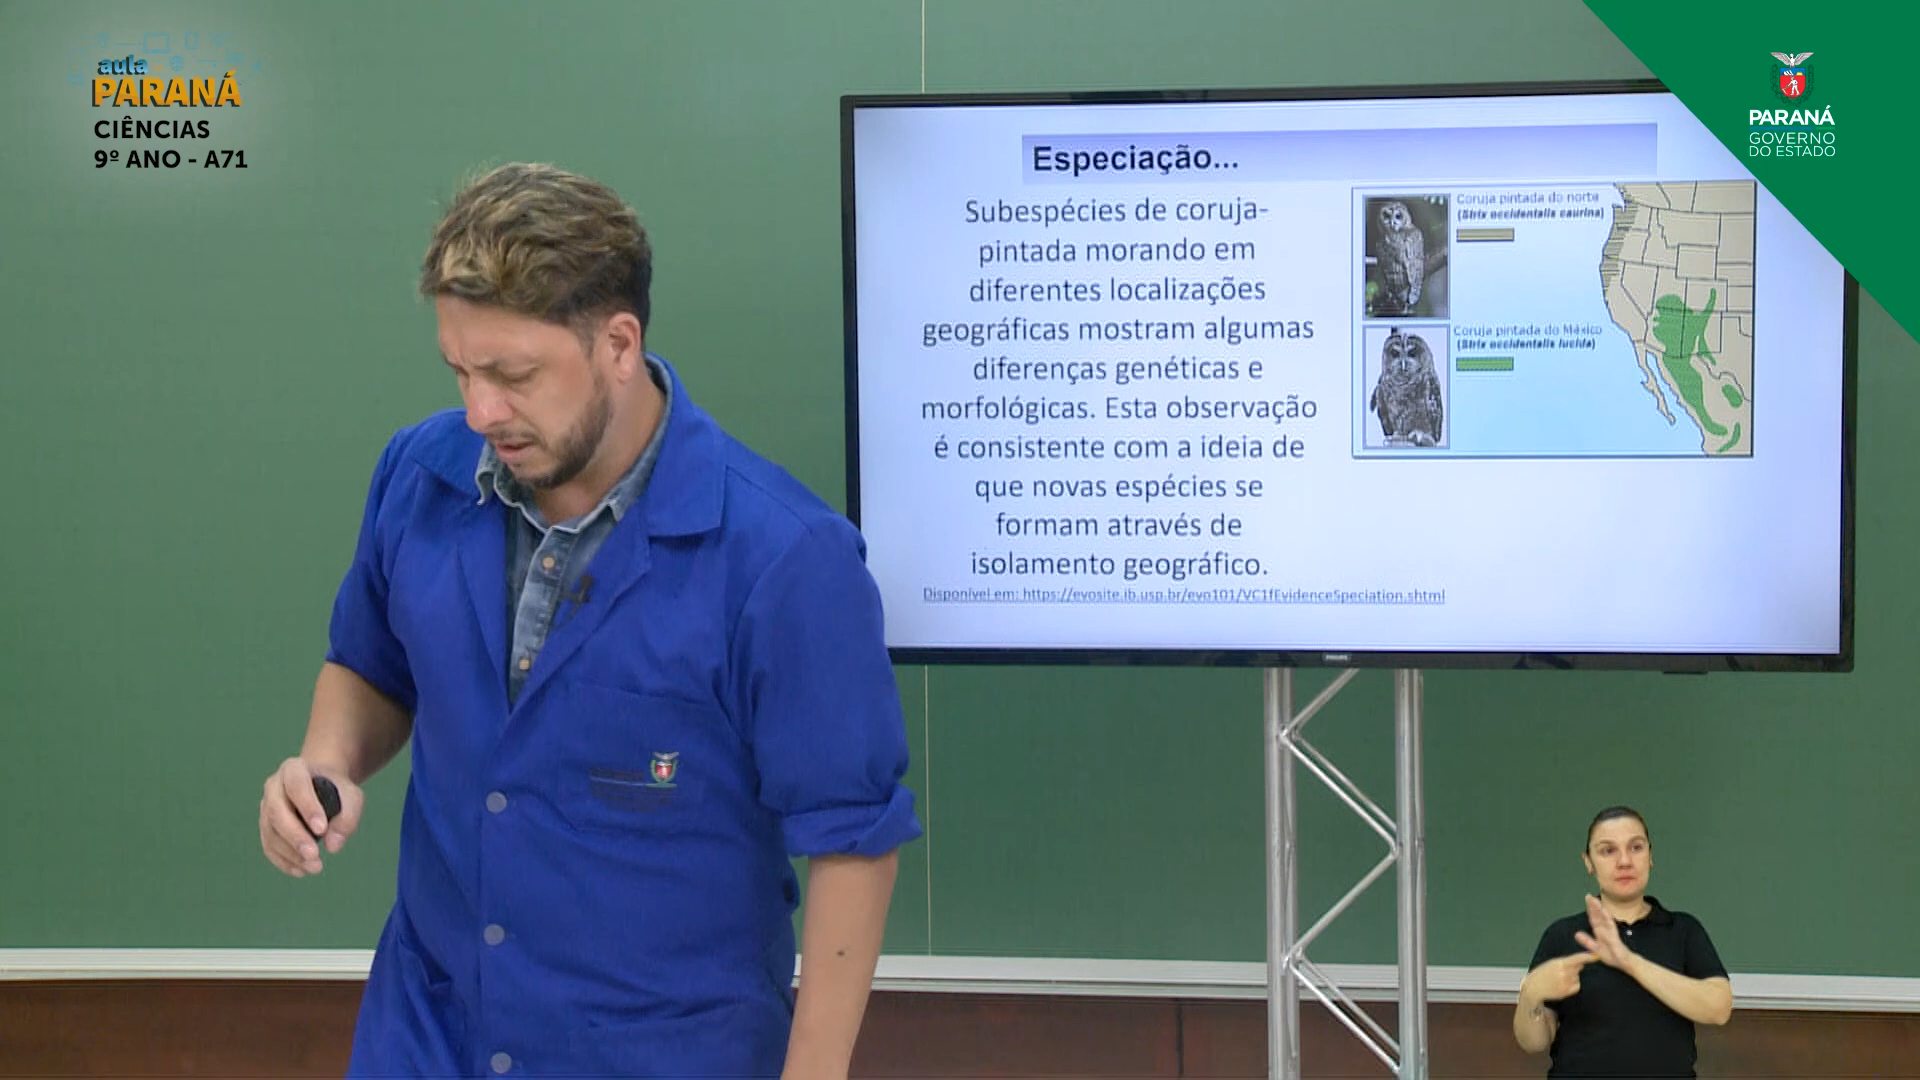 aula
PARANÁ
CIÊNCIAS
9º ANO - A71
PARANÁ
GOVERNO
DO ESTADO
Especiação...
Subespécies de coruja-
pintada morando em
diferentes localizações
geográficas mostram algumas
diferenças genéticas e
morfológicas. Esta observação
é consistente com a ideia de
que novas espécies se
formam através de
isolamento geográfico.
Disponível em: https://evosite.ib.usp.br/evo101/VC1fEvidenceSpeciation.shtml
Coruja pintada do norte
(Strix occidentalis caurina)
Coruja pintada do México
(Strix occidentalis lucida)
PHILIPS